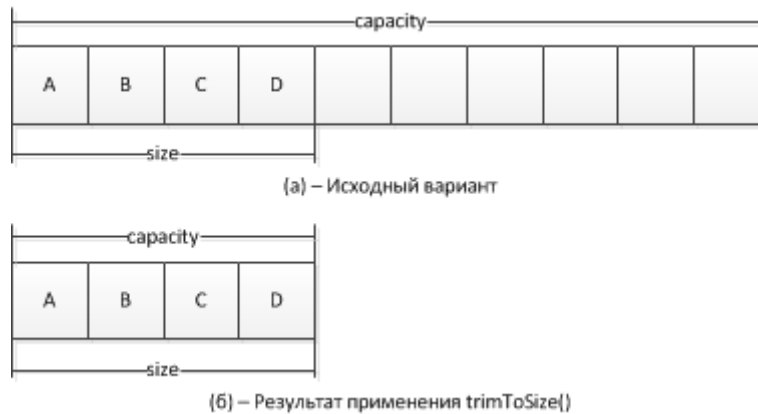 capacity
A B C D
size
(а) – Исходный вариант
capacity
A B C D
size
(б) – Результат применения trimToSize()